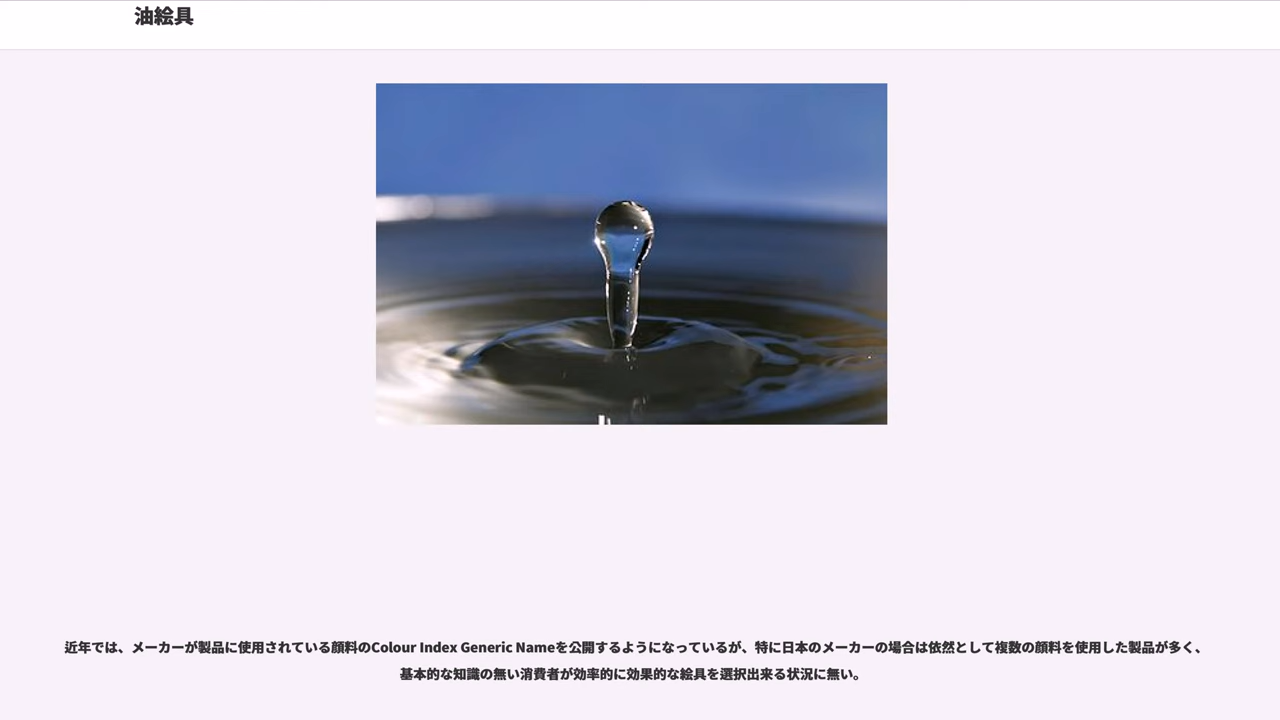 油絵具
近年では、メーカーが製品に使用されている顔料のColour Index Generic Nameを公開するようになっているが、特に日本のメーカーの場合は依然として複数の顔料を使用した製品が多く、
基本的な知識の無い消費者が効率的に効果的な絵具を選択出来る状況に無い。